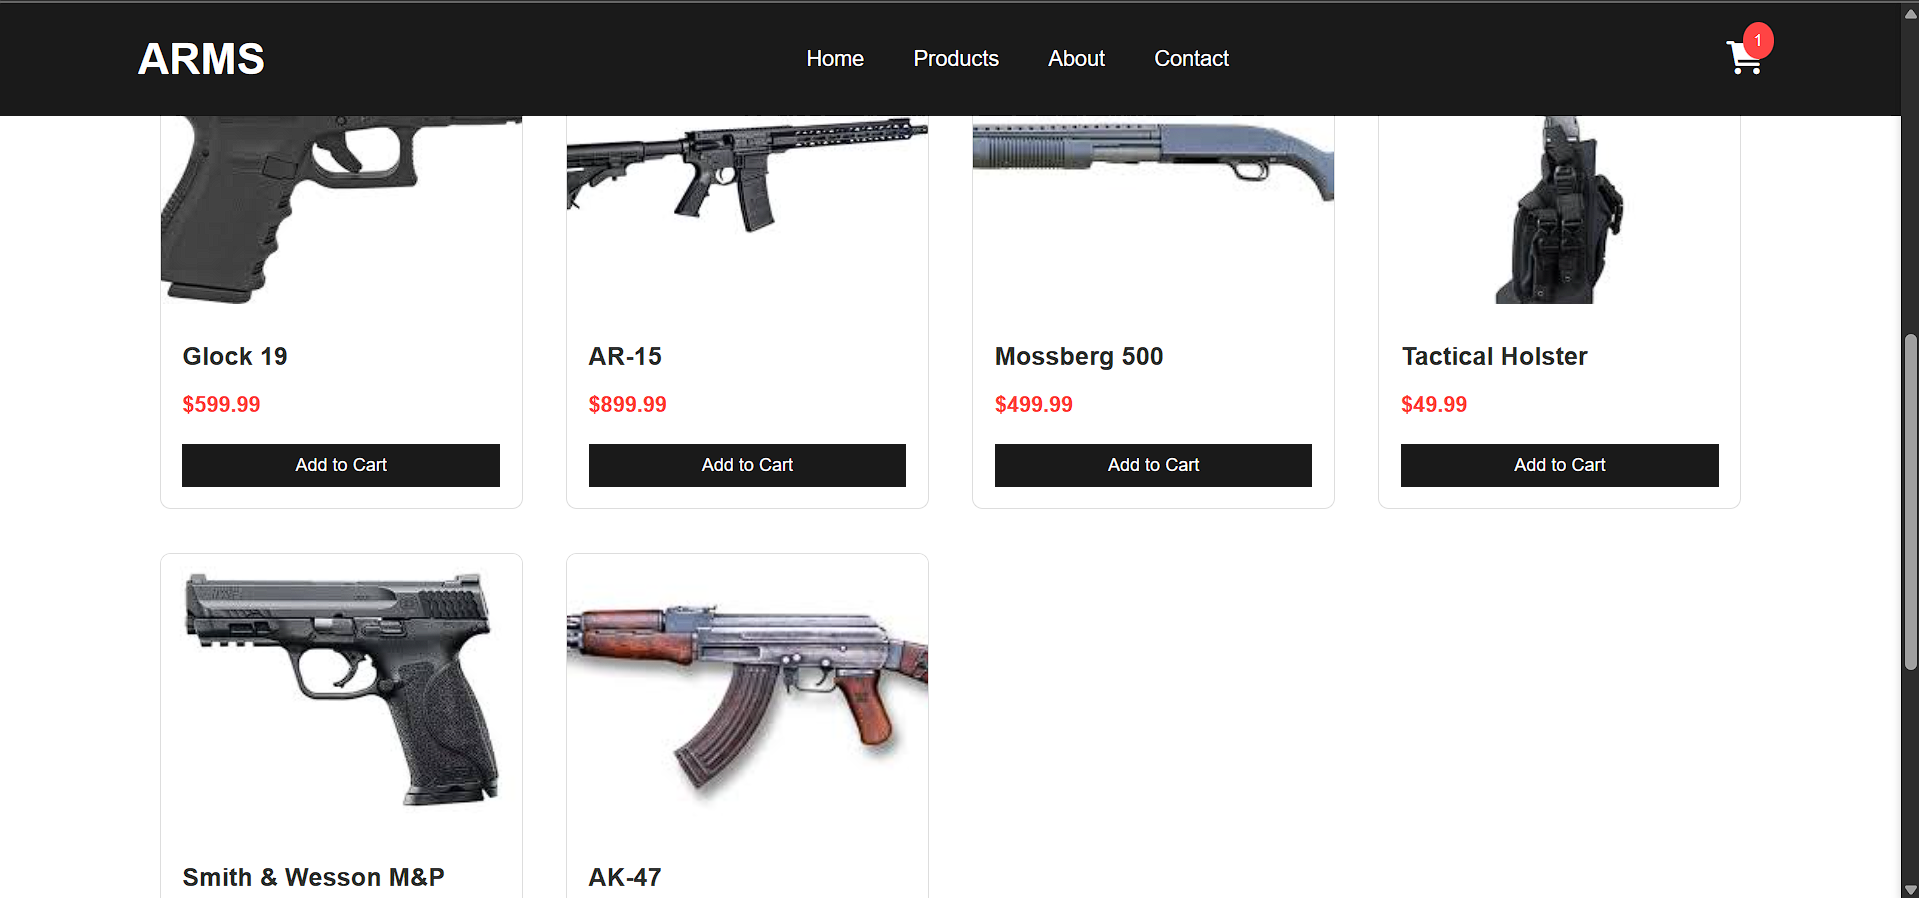 ARMS
Home
Products
About
Contact
1
Glock 19
AR-15
Mossberg 500
Tactical Holster
$599.99
$899.99
$499.99
$49.99
Add to Cart
Add to Cart
Add to Cart
Add to Cart
Smith & Wesson M&P
AK-47